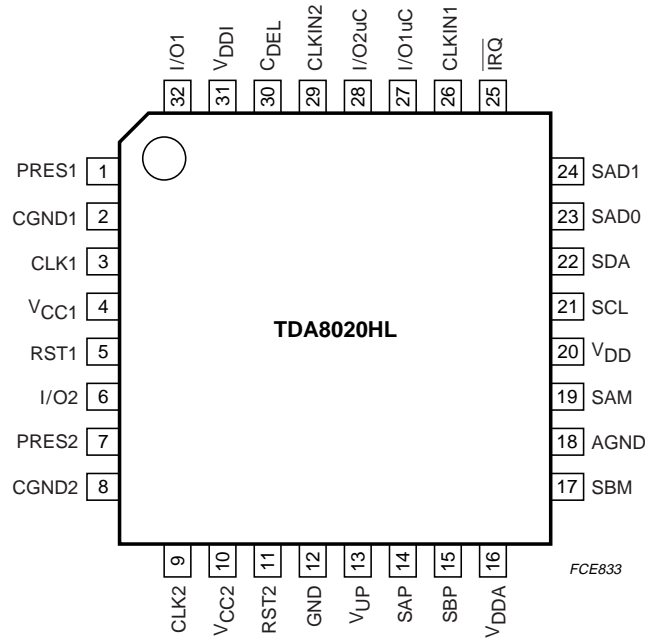 I/O1
VDDI
CDEL
CLKIN2
I/O2uC
I/O1uC
CLKIN1
IRQ
32
31
30
29
28
27
26
25
PRES1 1
24 SAD1
CGND1 2
23 SAD0
CLK1 3
22 SDA
VCC1 4
21 SCL
TDA8020HL
RST1 5
20 VDD
I/O2 6
19 SAM
PRES2 7
18 AGND
CGND2 8
17 SBM
9
10
11
12
13
14
15
16
CLK2
VCC2
RST2
GND
VUP
SAP
SBP
VDDA
FCE833